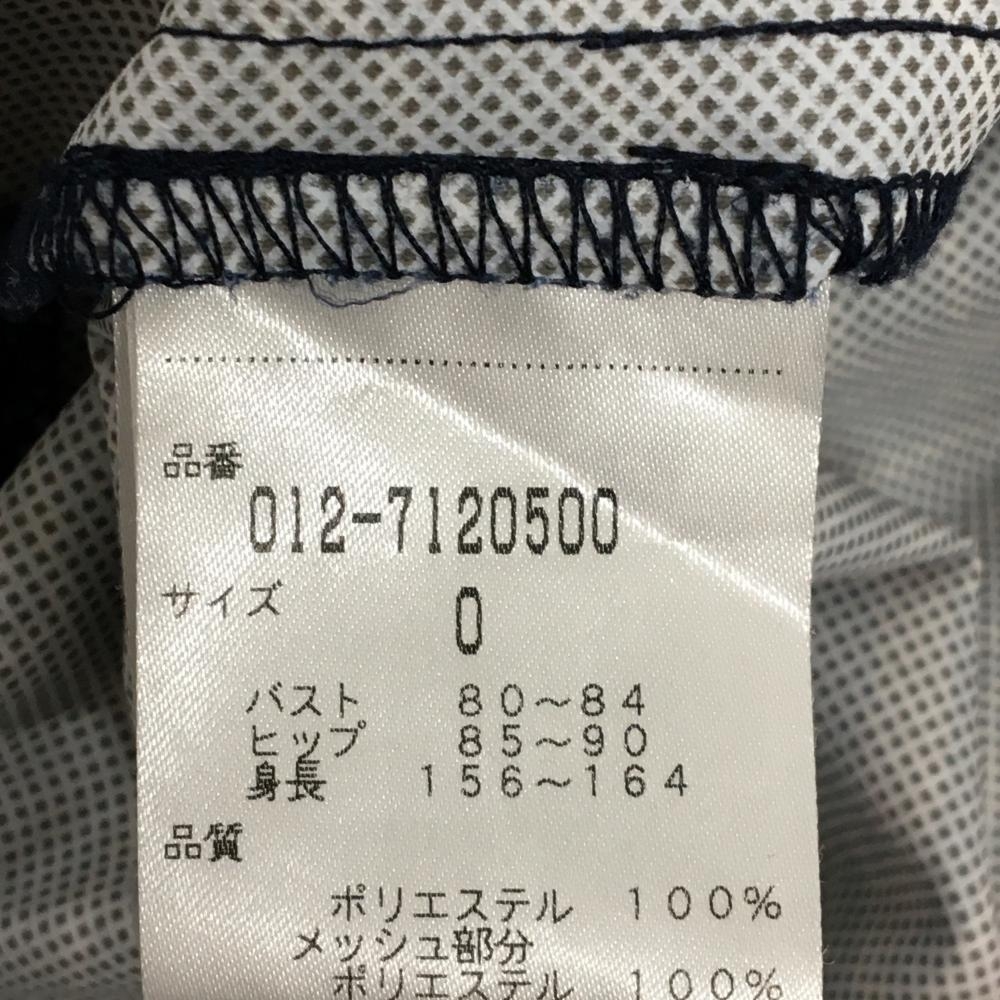 品番
012-7120500
サイズ
0
バスト 80~84
ヒップ 85~90
身長 156~164
品質
ポリエステル 100%
メッシュ部分
ポリエステル 100%